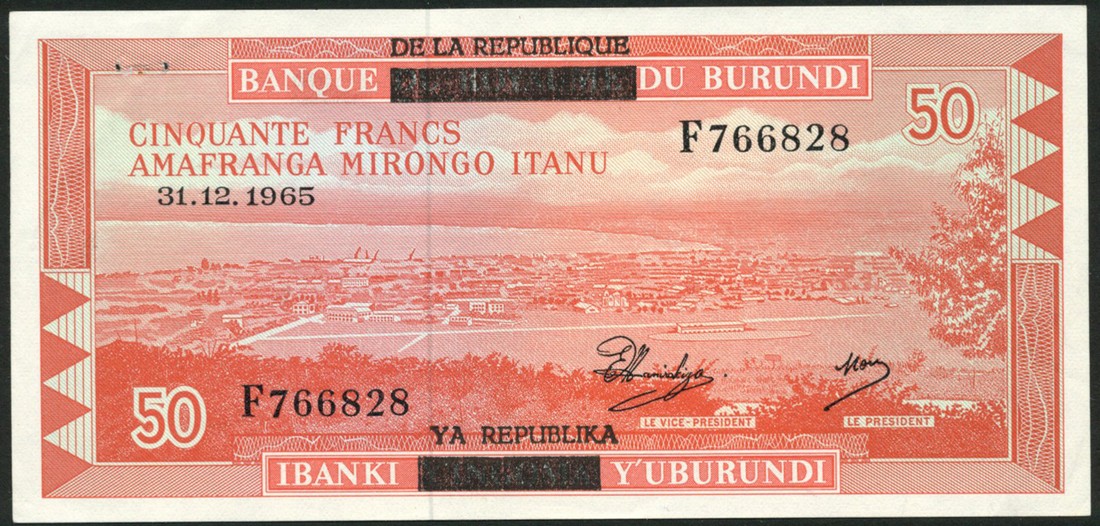 DE LA REPUBLIQUE
BANQUE DU BURUNDI
50
CINQUANTE FRANCS
F766828
AMAFRANGA MIRONGO ITANU
31.12.1965
50
F766828
LE VICE-PRESIDENT
LE PRESIDENT
YA REPUBLIKA
IBANKI Y'UBURUNDI